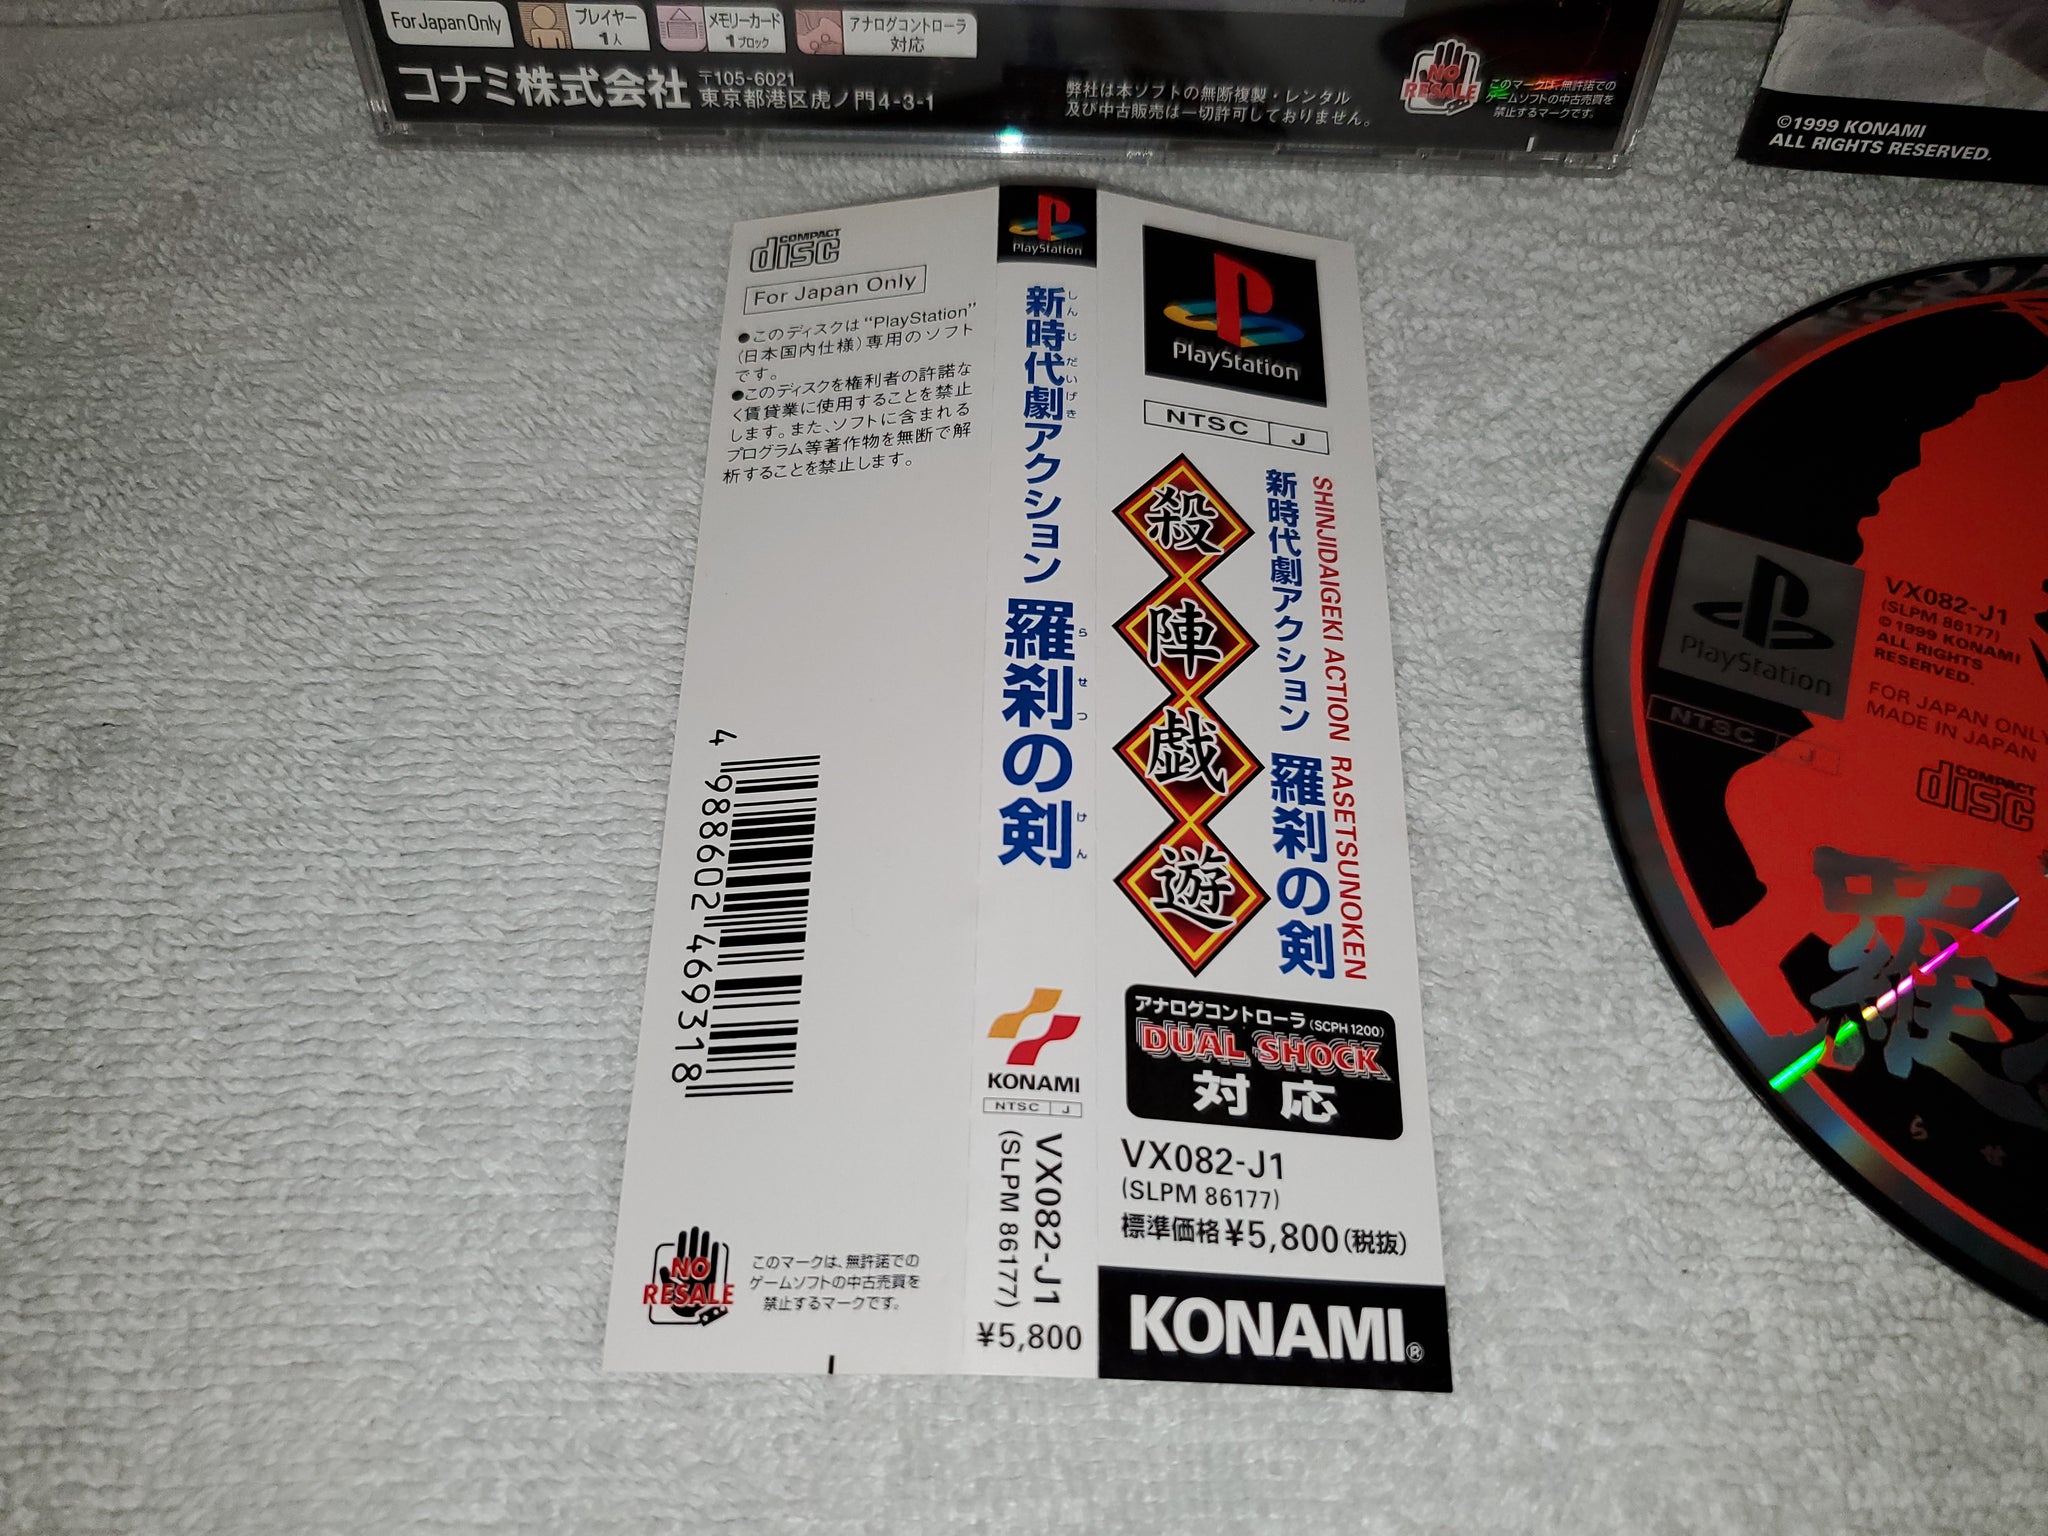 For Japan Only
プレイヤー
1人
メモリーカード
1ブロック
アナログコントローラ
対応
コナミ株式会社
〒105-6021
東京都港区虎ノ門4-3-1
弊社は本ソフトの無断複製・レンタル
及び中古販売は一切許可しておりません。
NO
RESALE
このマークは、無許諾での
ゲームソフトの中古売買を
禁止するマークです。
©1999 KONAMI
ALL RIGHTS RESERVED.
COMPACT
disc
For Japan Only
●このディスクは"PlayStation"
(日本国内仕様)専用のソフト
です。
●このディスクを権利者の許諾な
く賃貸業に使用することを禁止
します。また、ソフトに含まれる
プログラム等著作物を無断で解
析することを禁止します。
4 988602 469318
NO
RESALE
このマークは、無許諾での
ゲームソフトの中古売買を
禁止するマークです。
PlayStation
新時代劇アクション 羅刹の剣
しんじだいげき らせつ けん
KONAMI
NTSC J
VX082-J1
(SLPM 86177)
¥5,800
PlayStation
NTSC J
SHINJIDAIGEKI ACTION RASETSUNOKEN
新時代劇アクション 羅刹の剣
殺陣戯遊
アナログコントローラ(SCPH 1200)
DUAL SHOCK
対応
VX082-J1
(SLPM 86177)
標準価格¥5,800(税抜)
KONAMI®
PlayStation
NTSC J
VX082-J1
(SLPM 86177)
©1999 KONAMI
ALL RIGHTS
RESERVED.
FOR JAPAN ONLY
MADE IN JAPAN
COMPACT
disc
羅
らせ